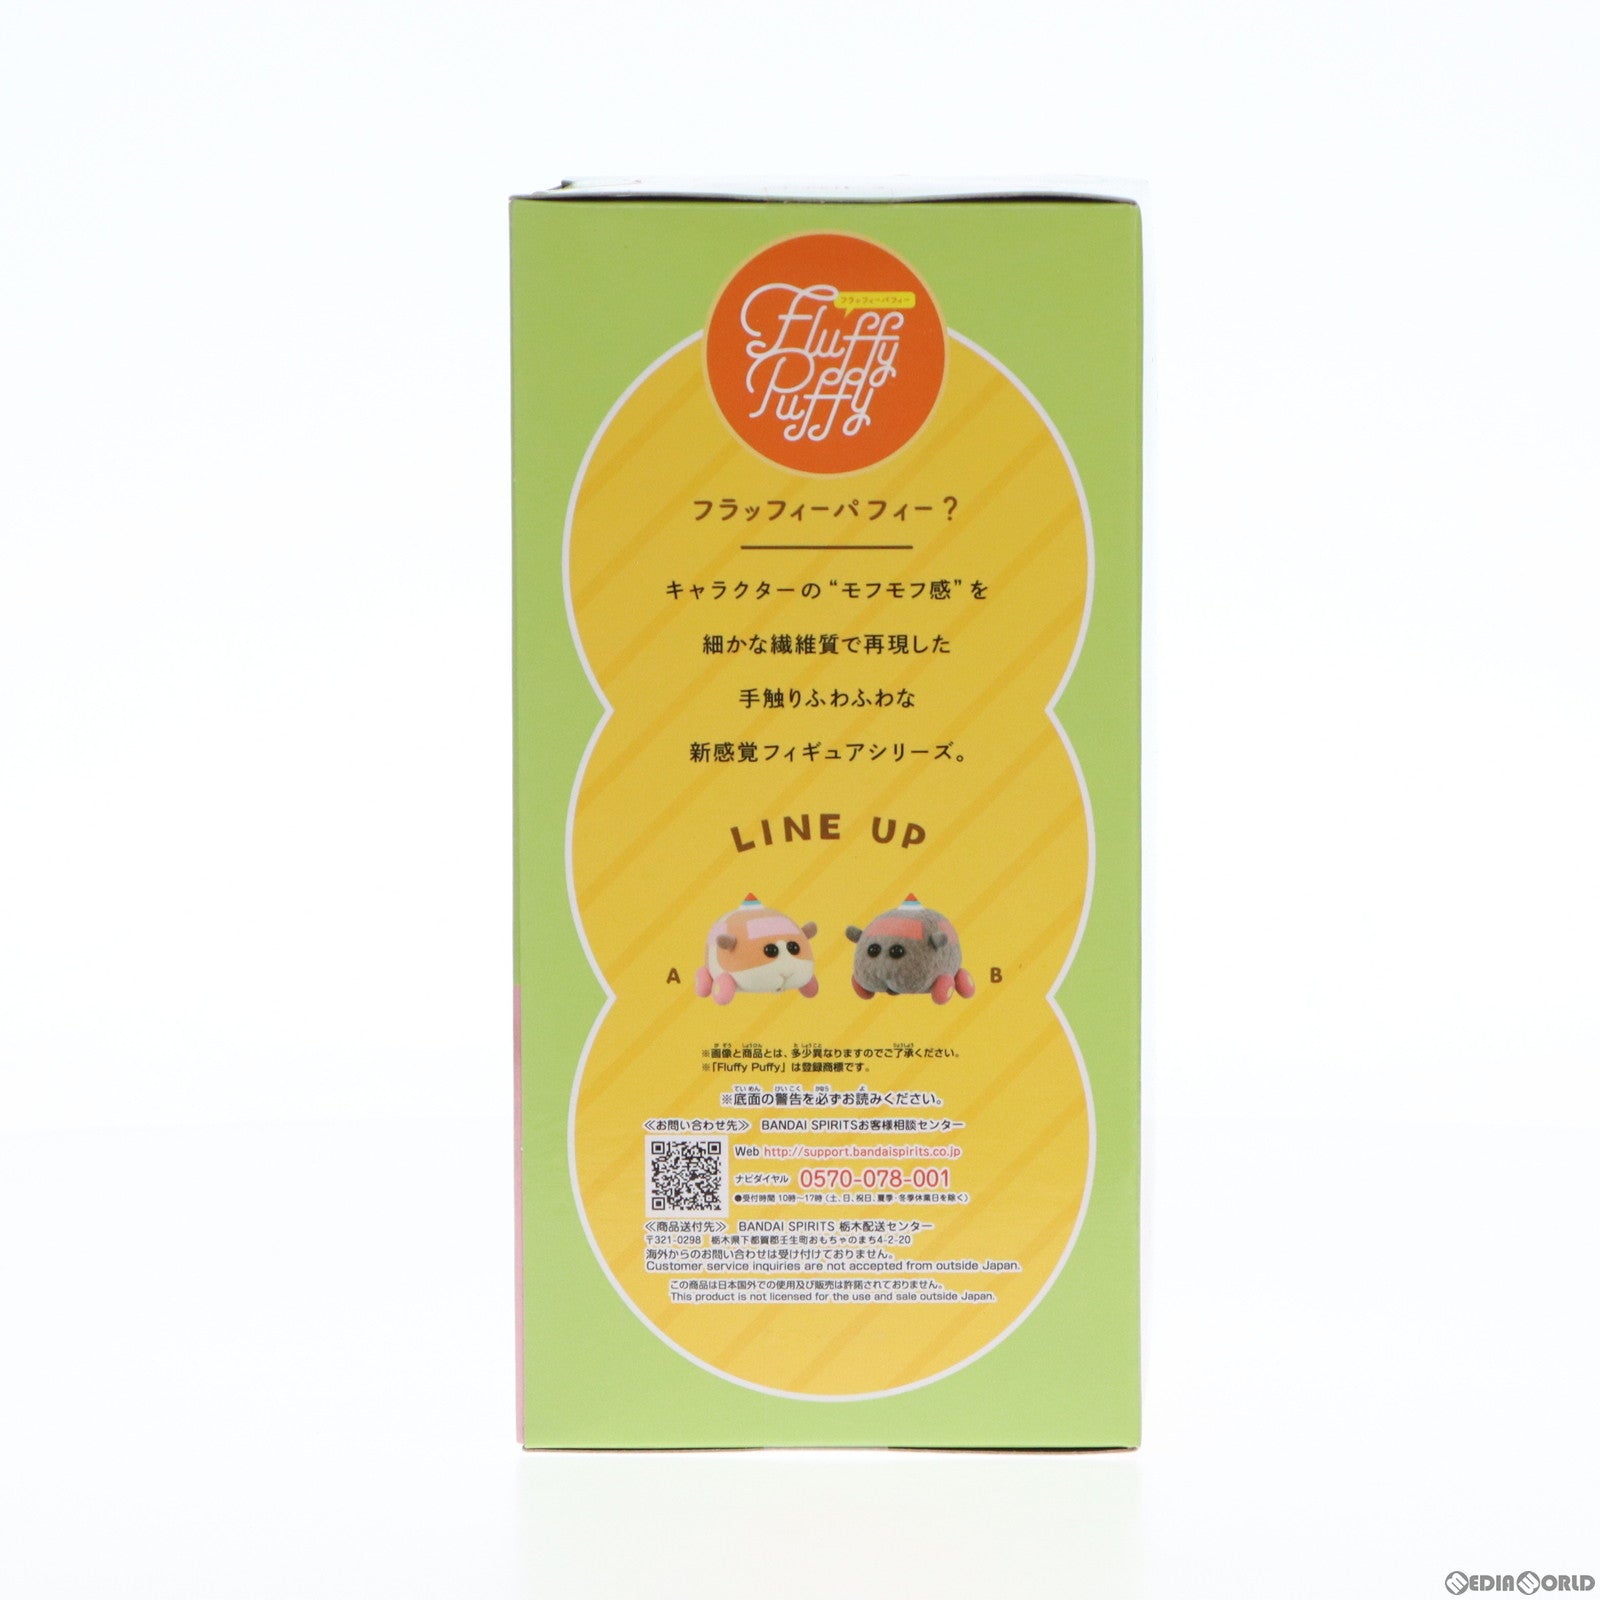 フラッフィーパフィー
Fluffy
Puffy
フラッフィーパフィー？
キャラクターの“モフモフ感”を
細かな繊維質で再現した
手触りふわふわな
新感覚フィギュアシリーズ。
LINE UP
A
B
※画像と商品とは、多少異なりますのでご了承ください。
※「Fluffy Puffy」は登録商標です。
※底面の警告を必ずお読みください。
≪お問い合わせ先≫ BANDAI SPIRITSお客様相談センター
Web http://support.bandaispirits.co.jp
ナビダイヤル 0570-078-001
●受付時間 10時～17時（土、日、祝日、夏季・冬季休業日を除く）
≪商品送付先≫ BANDAI SPIRITS 栃木配送センター
〒321-0298 栃木県下都賀郡壬生町おもちゃのまち4-2-20
海外からのお問い合わせは受け付けておりません。
Customer service inquiries are not accepted from outside Japan.
この商品は日本国外での使用及び販売は許諾されておりません。
This product is not licensed for the use and sale outside Japan.
MEDIA WORLD